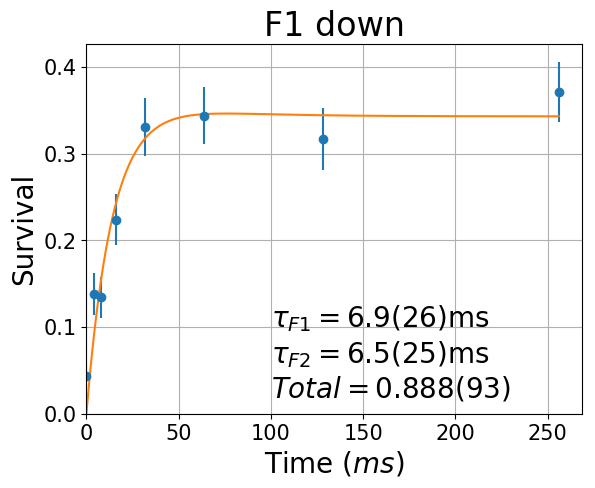 F1 down
Survival
0.4
0.3
0.2
0.1
0.0
τF1 = 6.9(26)ms
τF2 = 6.5(25)ms
Total = 0.888(93)
0 50 100 150 200 250
Time (ms)